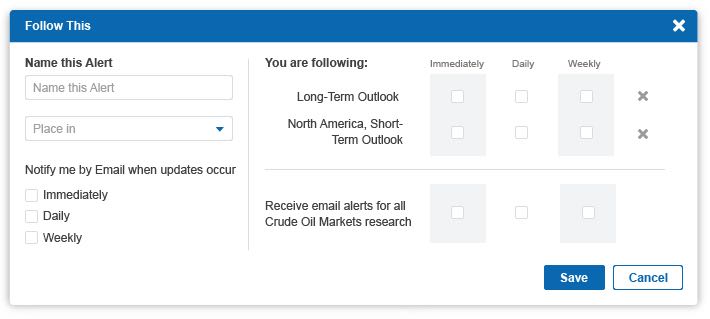 Follow This
Name this Alert
Name this Alert
Place in
Notify me by Email when updates occur
Immediately
Daily
Weekly
You are following:
Immediately
Daily
Weekly
Long-Term Outlook
North America, Short-
Term Outlook
Receive email alerts for all
Crude Oil Markets research
Save
Cancel